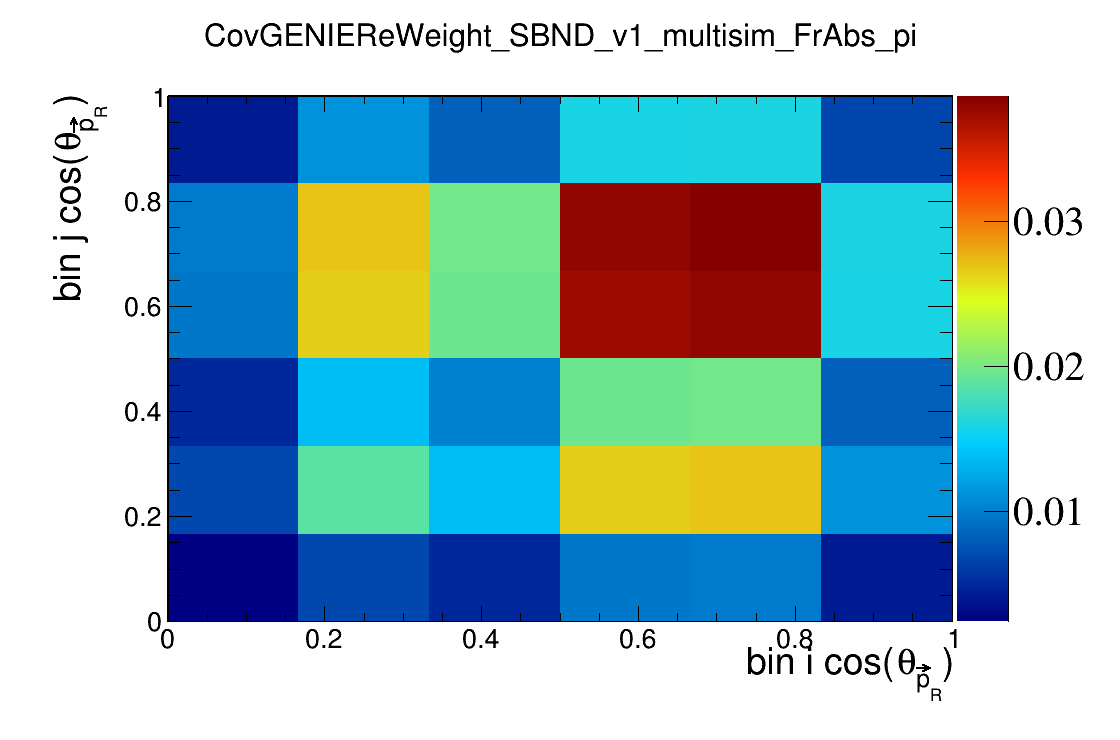 CovGENIEReWeight_SBND_v1_multisim_FrAbs_pi
bin j cos(θp⃗R)
1
0.8
0.6
0.4
0.2
0
0 0.2 0.4 0.6 0.8 1
bin i cos(θp⃗R)
0.03
0.02
0.01